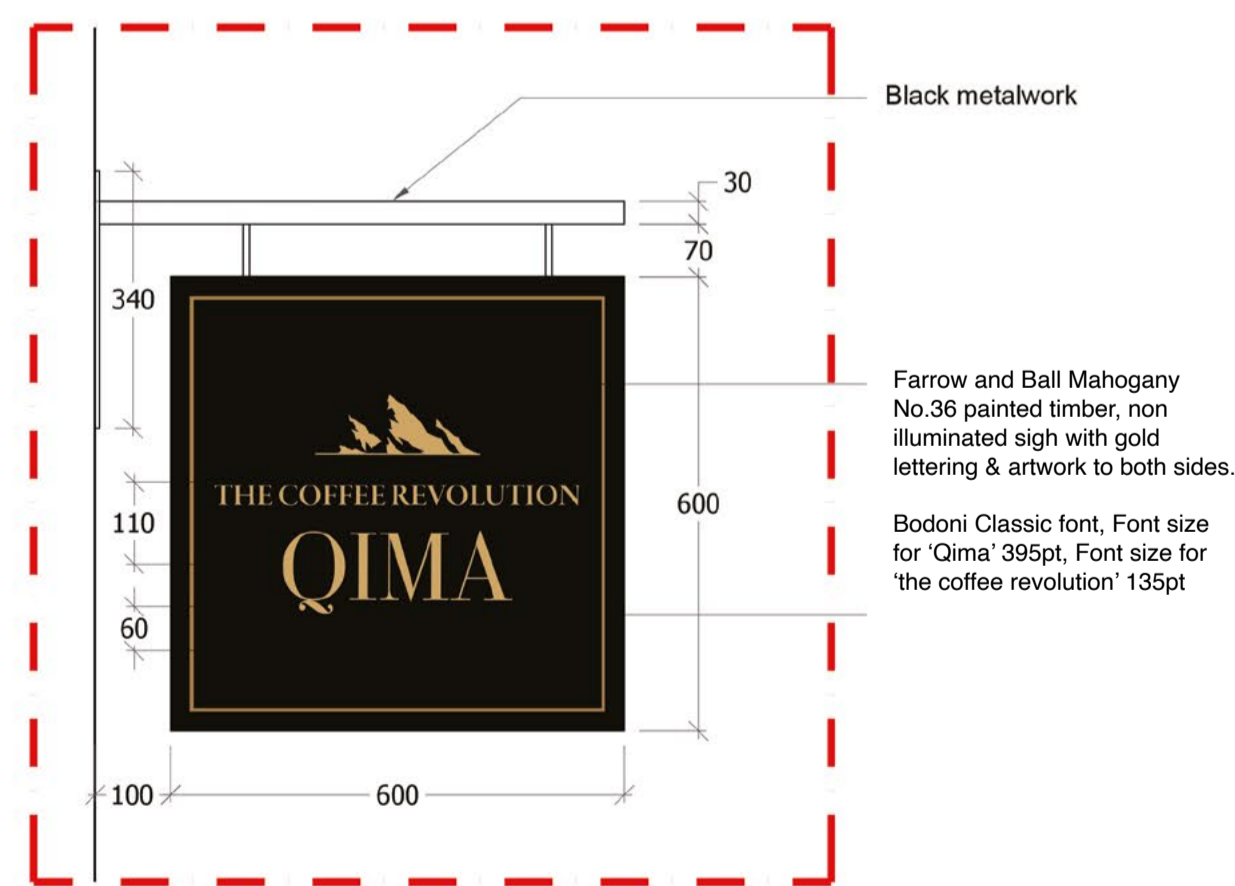 Black metalwork
30
70
340
Farrow and Ball Mahogany
No.36 painted timber, non
illuminated sigh with gold
lettering & artwork to both sides.
THE COFFEE REVOLUTION
600
110
Bodoni Classic font, Font size
for ‘Qima’ 395pt, Font size for
‘the coffee revolution’ 135pt
QIMA
60
100
600